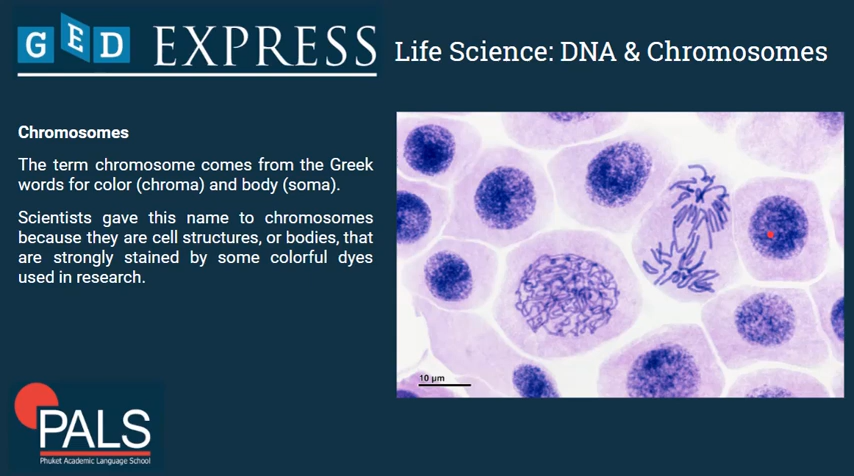 GED EXPRESS
Life Science: DNA & Chromosomes
Chromosomes
The term chromosome comes from the Greek
words for color (chroma) and body (soma).
Scientists gave this name to chromosomes
because they are cell structures, or bodies, that
are strongly stained by some colorful dyes
used in research.
10 µm
PALS
Phuket Academic Language School